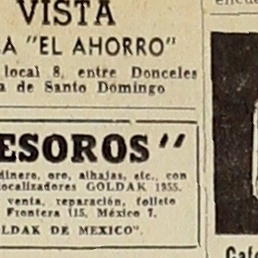 VISTA
A "EL AHORRO"
local 8, entre Donceles
a de Santo Domingo
ESOROS"
dinero, oro, alhajas, etc., con
localizadores GOLDAK 1955.
venta, reparación, folleto
Frontera 115, México 7.
LDAK DE MEXICO".
Cafe